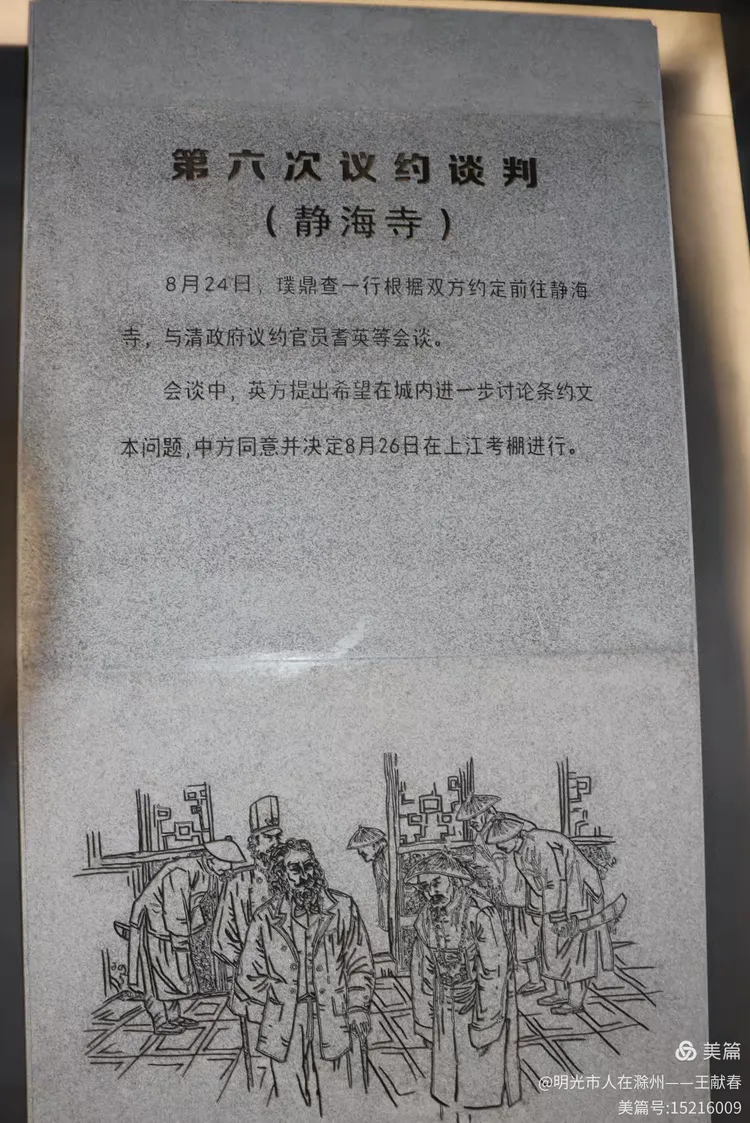 第六次议约谈判
（静海寺）
8月24日，璞鼎查一行根据双方约定前往静海
寺，与清政府议约官员耆英等会谈。
会谈中，英方提出希望在城内进一步讨论条约文
本问题，中方同意并决定8月26日在上江考棚进行。
美篇
@明光市人在滁州——王献春
美篇号:15216009